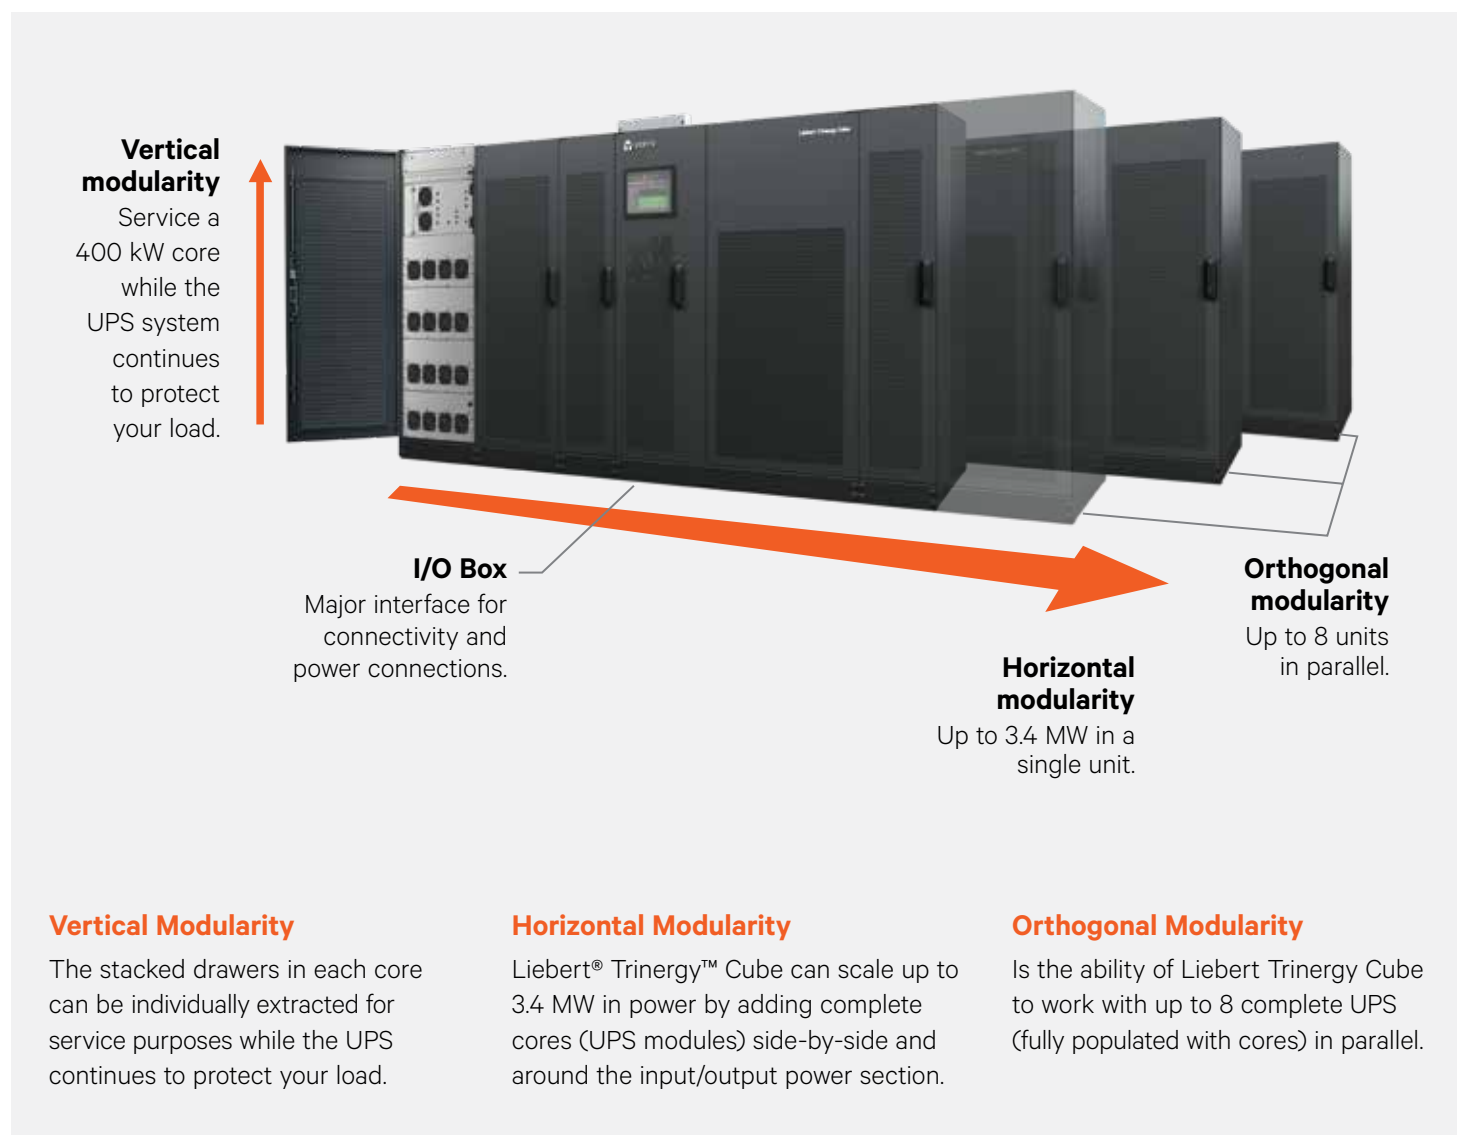 Vertical
modularity
Service a
400 kW core
while the
UPS system
continues
to protect
your load.
Liebert Trinergy Cube
I/O Box
Major interface for
connectivity and
power connections.
Horizontal
modularity
Up to 3.4 MW in a
single unit.
Orthogonal
modularity
Up to 8 units
in parallel.
Vertical Modularity
The stacked drawers in each core
can be individually extracted for
service purposes while the UPS
continues to protect your load.
Horizontal Modularity
Liebert® Trinergy™ Cube can scale up to
3.4 MW in power by adding complete
cores (UPS modules) side-by-side and
around the input/output power section.
Orthogonal Modularity
Is the ability of Liebert Trinergy Cube
to work with up to 8 complete UPS
(fully populated with cores) in parallel.